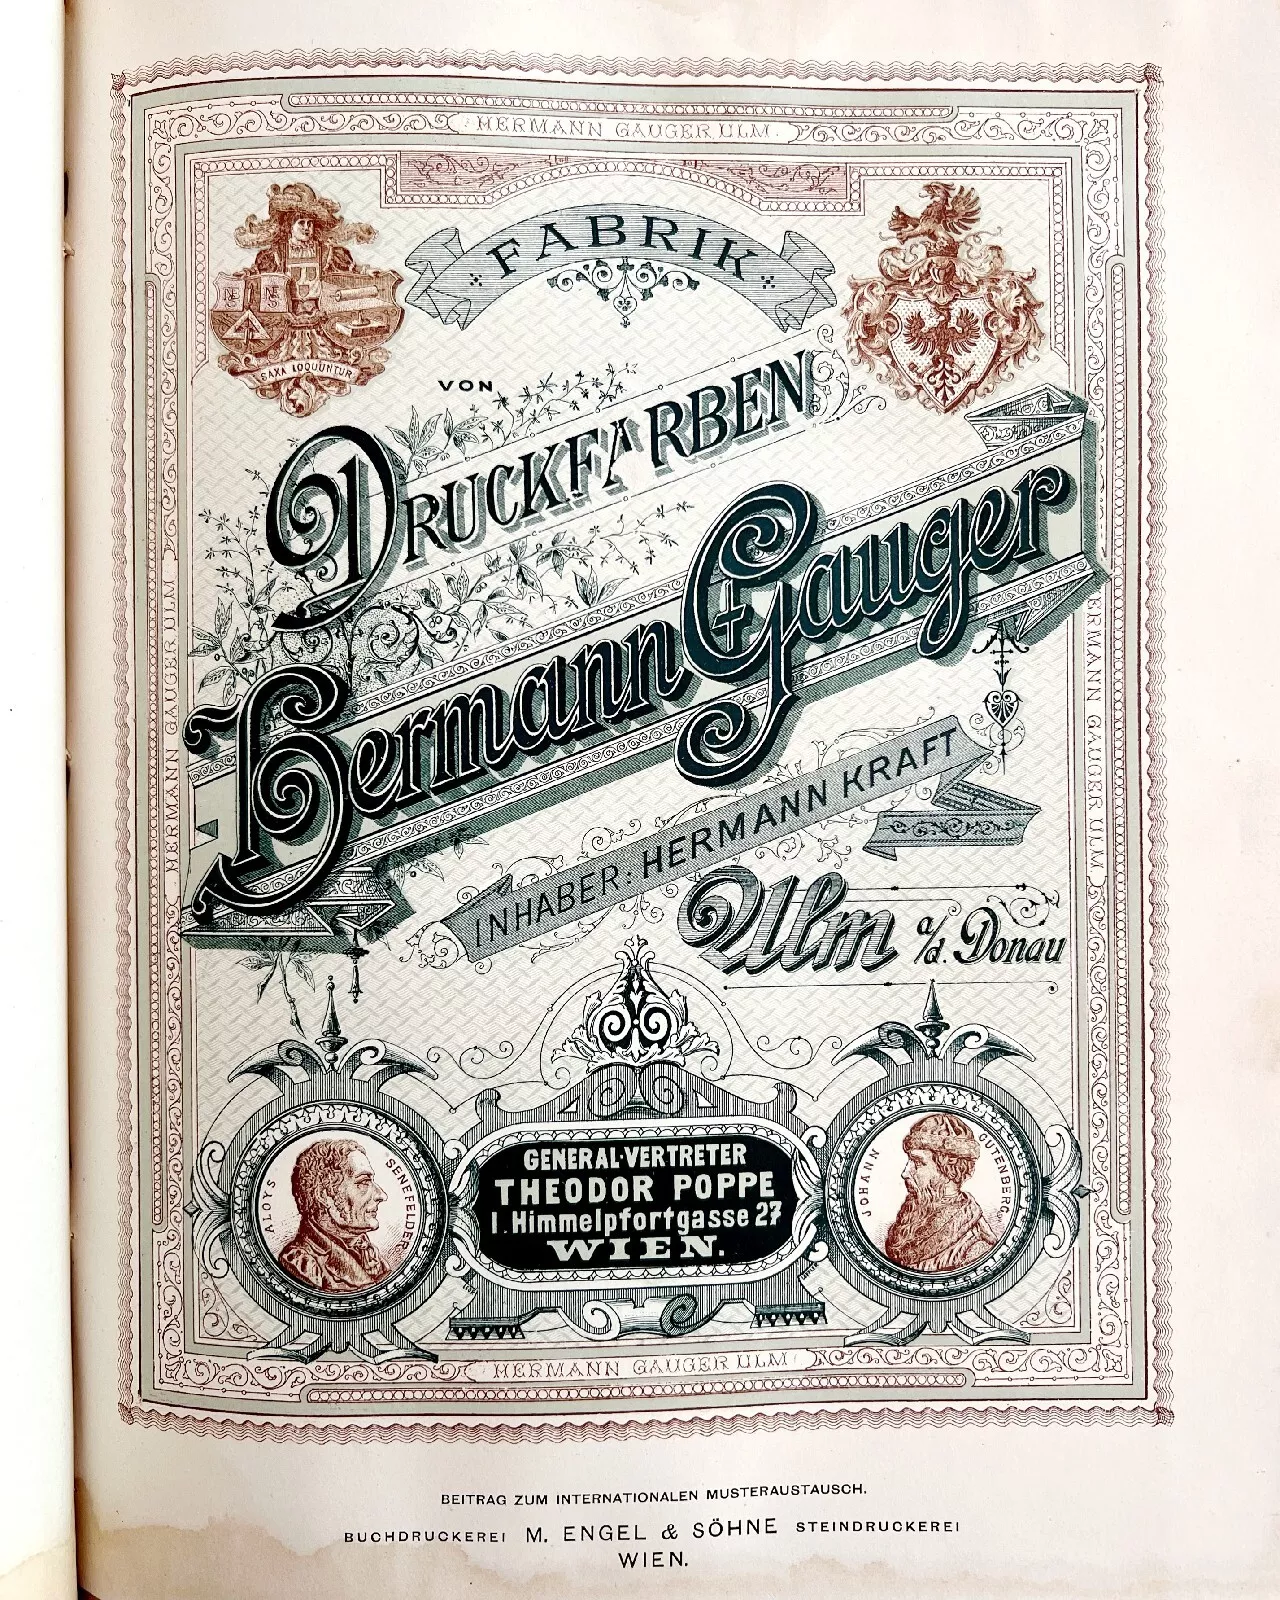 HERMANN GAUGER ULM.
FABRIK
SAXA LOQUUNTUR
VON
DRUCKFARBEN
Hermann Gauger
INHABER: HERMANN KRAFT
Ulm a/d. Donau
HERMANN GAUGER ULM
HERMANN GAUGER ULM
ALOYS SENEFELDER
GENERAL-VERTRETER
THEODOR POPPE
I. Himmelpfortgasse 27
WIEN.
JOHANN GUTENBERG
HERMANN GAUGER ULM
BEITRAG ZUM INTERNATIONALEN MUSTERAUSTAUSCH.
BUCHDRUCKEREI M. ENGEL & SÖHNE STEINDRUCKEREI
WIEN.